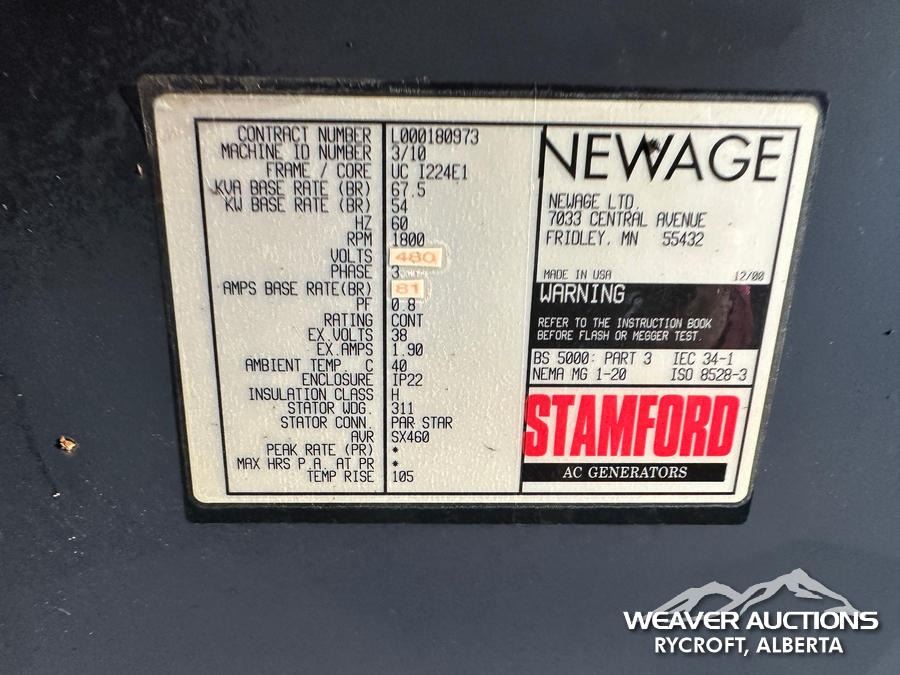 CONTRACT NUMBER L000180973
MACHINE ID NUMBER 3/10
FRAME / CORE UC I224E1
KVA BASE RATE (BR) 67.5
KW BASE RATE (BR) 54
HZ 60
RPM 1800
VOLTS 480
PHASE 3
AMPS BASE RATE(BR) 81
PF 0.8
RATING CONT
EX.VOLTS 38
EX.AMPS 1.90
AMBIENT TEMP. C 40
ENCLOSURE IP22
INSULATION CLASS H
STATOR WDG. 311
STATOR CONN. PAR STAR
AVR SX460
PEAK RATE (PR) *
MAX HRS P.A. AT PR *
TEMP RISE 105
NEWAGE
NEWAGE LTD.
7033 CENTRAL AVENUE
FRIDLEY, MN 55432
MADE IN USA 12/00
WARNING
REFER TO THE INSTRUCTION BOOK
BEFORE FLASH OR MEGGER TEST.
BS 5000: PART 3 IEC 34-1
NEMA MG 1-20 ISO 8528-3
STAMFORD
AC GENERATORS
WEAVER AUCTIONS
RYCROFT, ALBERTA